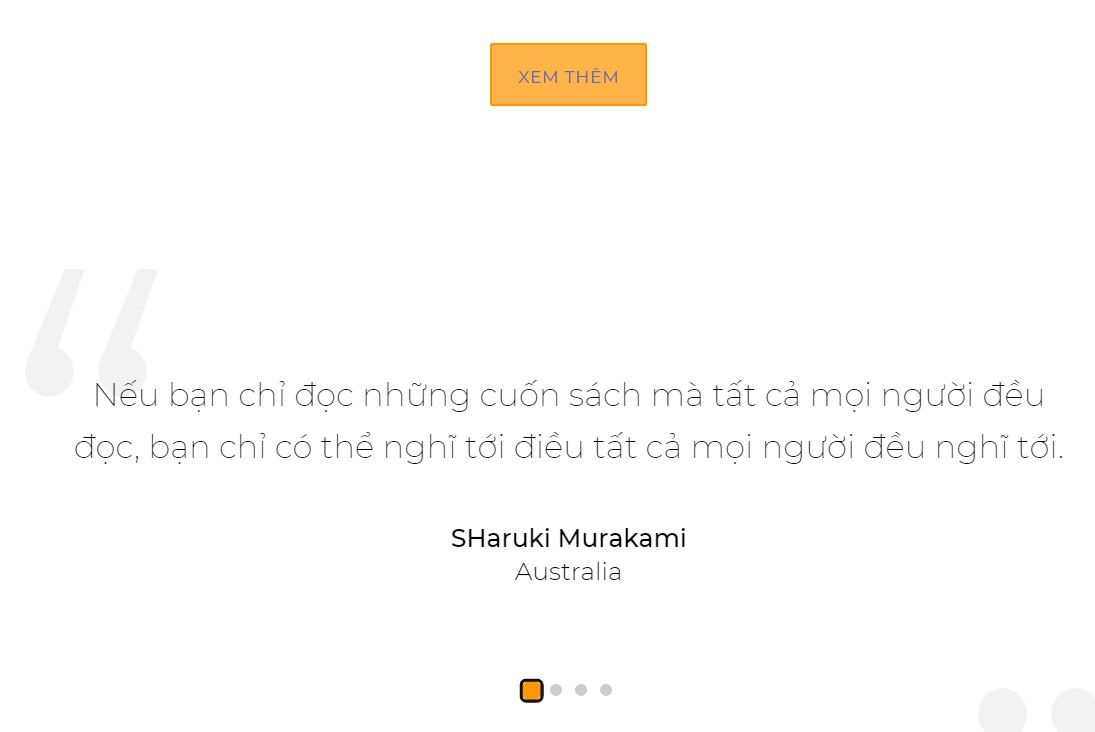 XEM THÊM
“
Nếu bạn chỉ đọc những cuốn sách mà tất cả mọi người đều
đọc, bạn chỉ có thể nghĩ tới điều tất cả mọi người đều nghĩ tới.
SHaruki Murakami
Australia